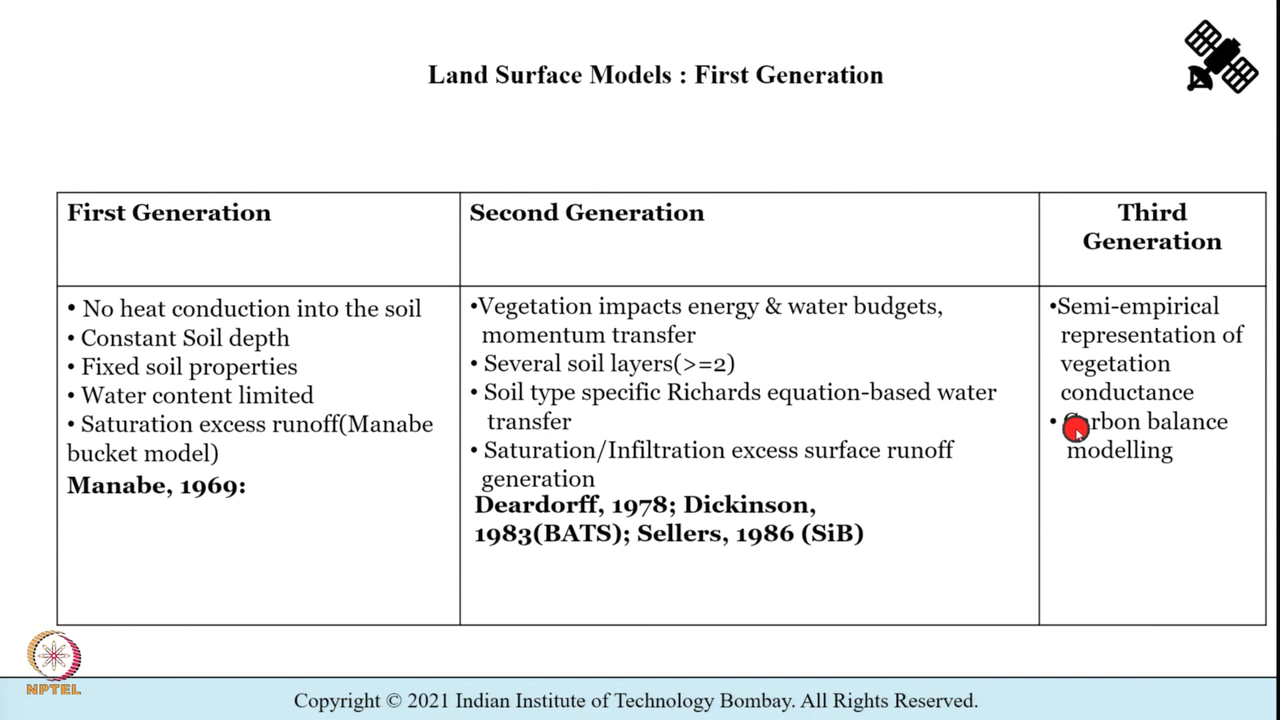 Land Surface Models : First Generation
First Generation
• No heat conduction into the soil
• Constant Soil depth
• Fixed soil properties
• Water content limited
• Saturation excess runoff(Manabe
bucket model)
Manabe, 1969:
Second Generation
•Vegetation impacts energy & water budgets,
momentum transfer
• Several soil layers(>=2)
• Soil type specific Richards equation-based water
transfer
• Saturation/Infiltration excess surface runoff
generation
Deardorff, 1978; Dickinson,
1983(BATS); Sellers, 1986 (SiB)
Third
Generation
•Semi-empirical
representation of
vegetation
conductance
• Carbon balance
modelling
NPTEL
Copyright © 2021 Indian Institute of Technology Bombay. All Rights Reserved.